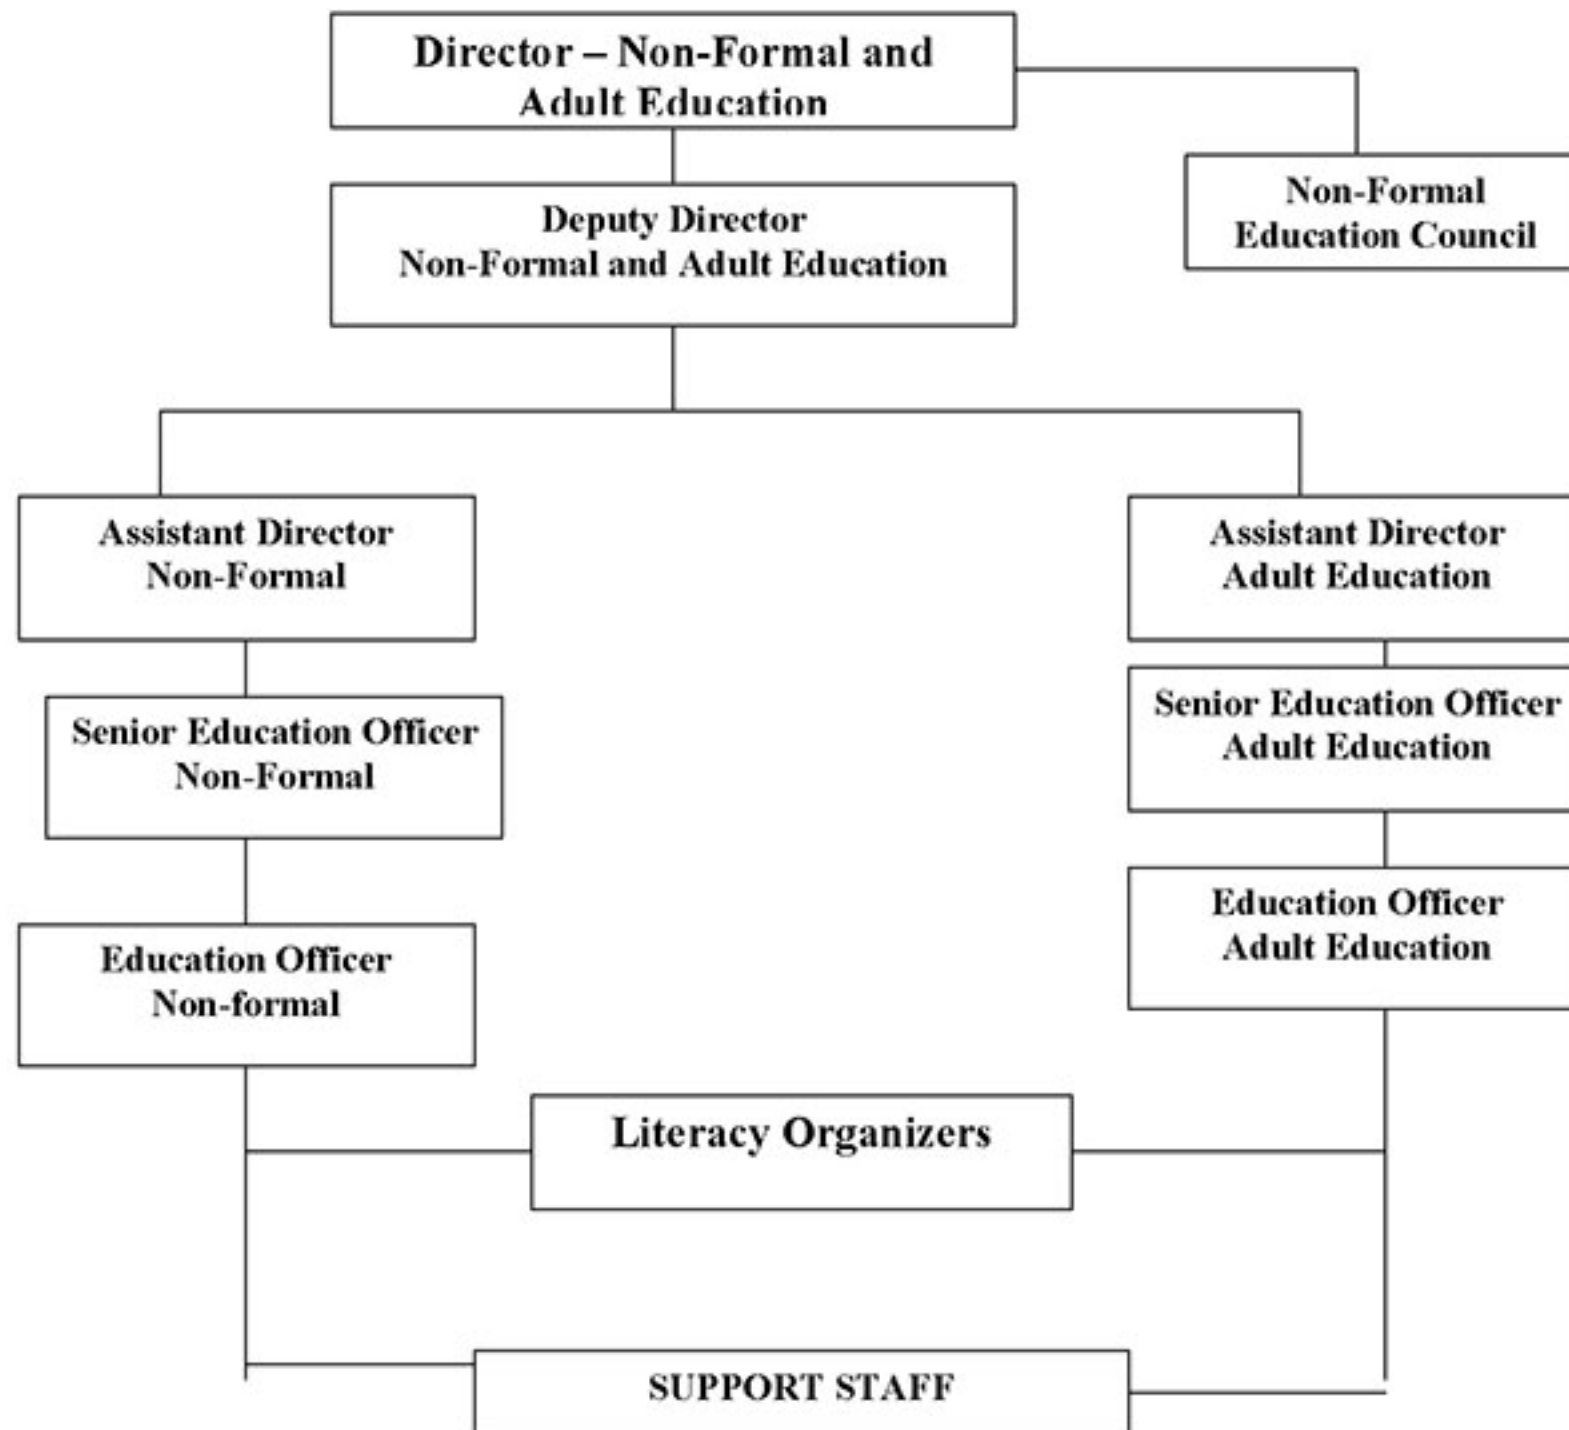 Director – Non-Formal and
Adult Education
Non-Formal
Education Council
Deputy Director
Non-Formal and Adult Education
Assistant Director
Non-Formal
Assistant Director
Adult Education
Senior Education Officer
Non-Formal
Senior Education Officer
Adult Education
Education Officer
Non-formal
Education Officer
Adult Education
Literacy Organizers
SUPPORT STAFF